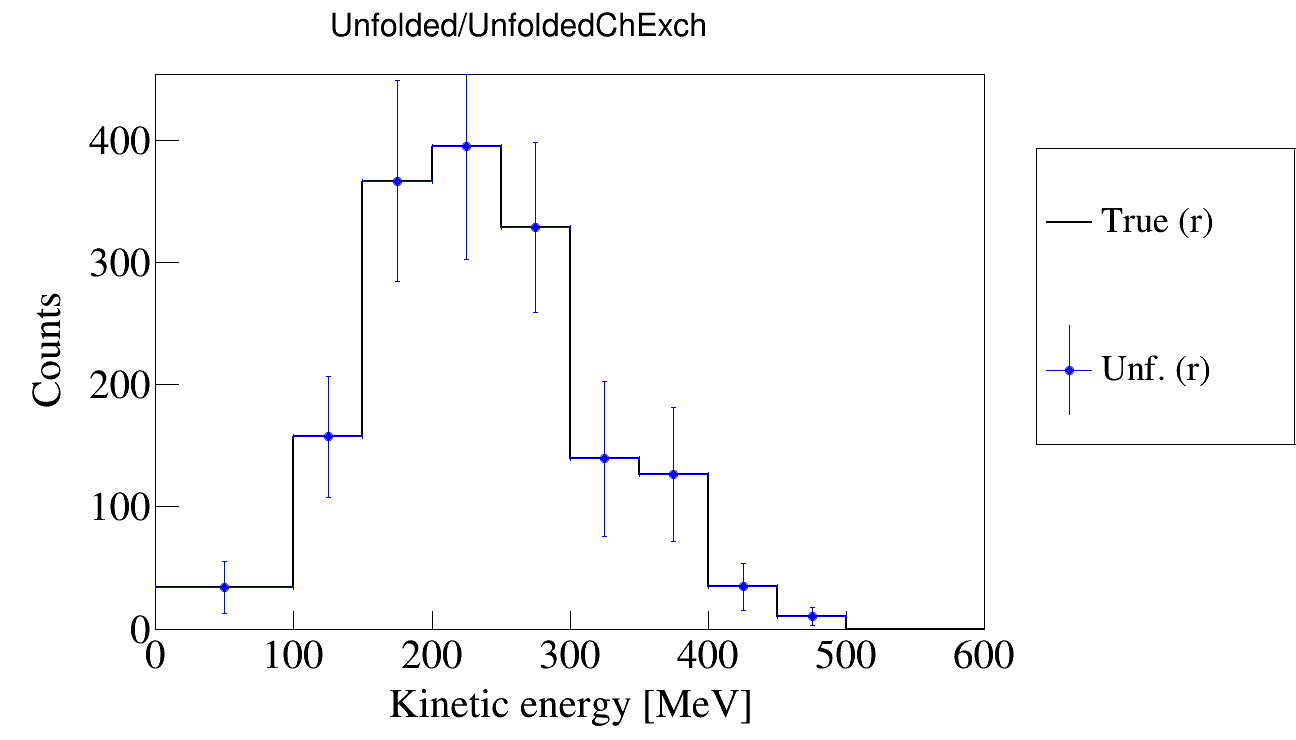 Unfolded/UnfoldedChExch
400
300
200
100
0
Counts
0 100 200 300 400 500 600
Kinetic energy [MeV]
True (r)
Unf. (r)